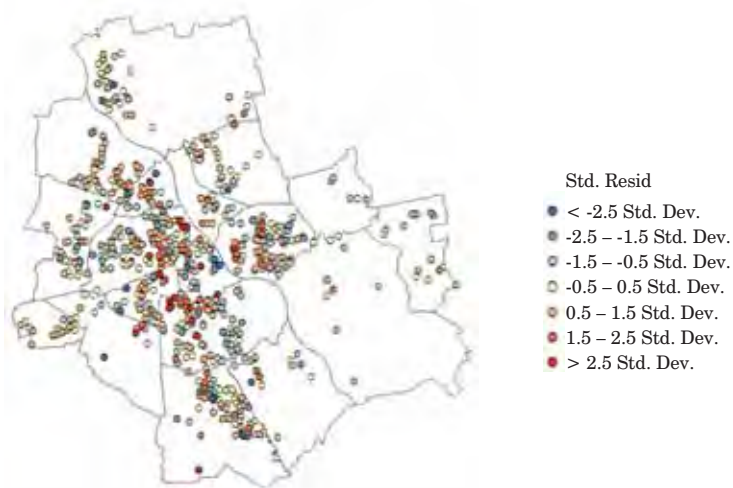 Std. Resid
< -2.5 Std. Dev.
-2.5 – -1.5 Std. Dev.
-1.5 – -0.5 Std. Dev.
-0.5 – 0.5 Std. Dev.
0.5 – 1.5 Std. Dev.
1.5 – 2.5 Std. Dev.
> 2.5 Std. Dev.